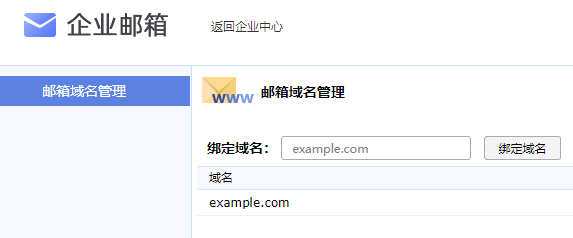 企业邮箱 返回企业中心
邮箱域名管理
www 邮箱域名管理
绑定域名： example.com 绑定域名
域名
example.com